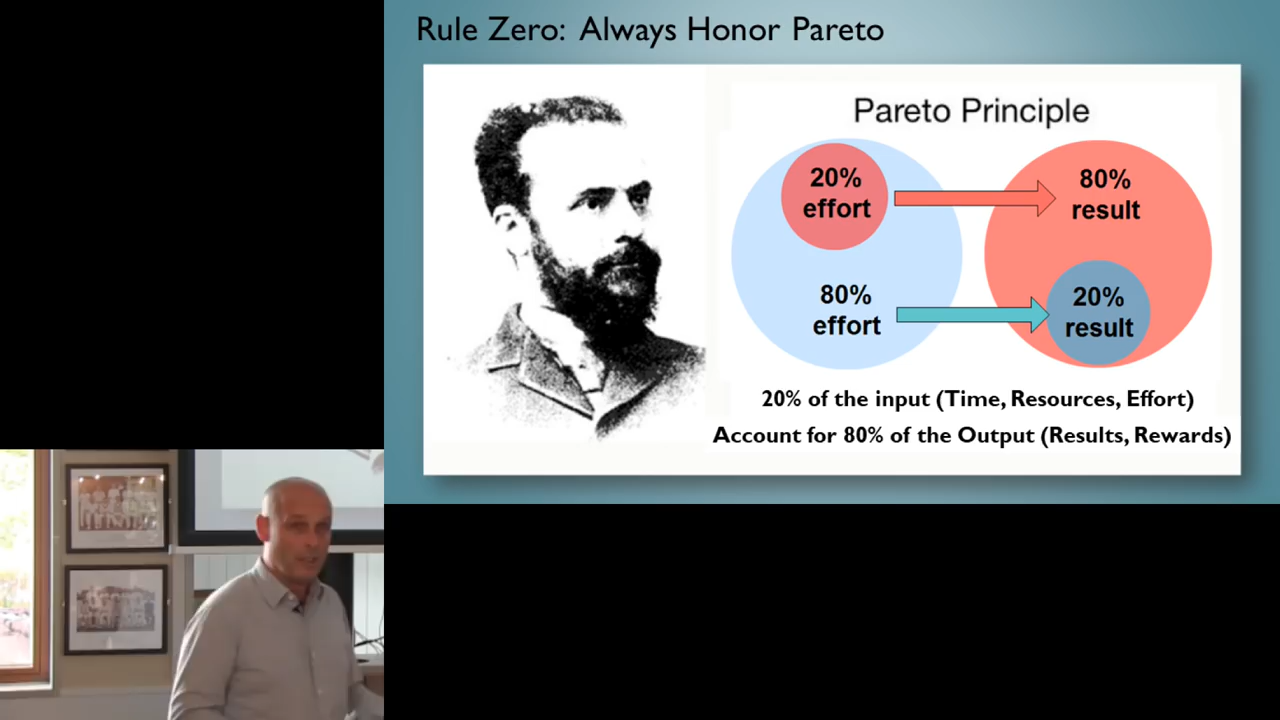 Rule Zero: Always Honor Pareto
Pareto Principle
20%
effort
80%
result
80%
effort
20%
result
20% of the input (Time, Resources, Effort)
Account for 80% of the Output (Results, Rewards)